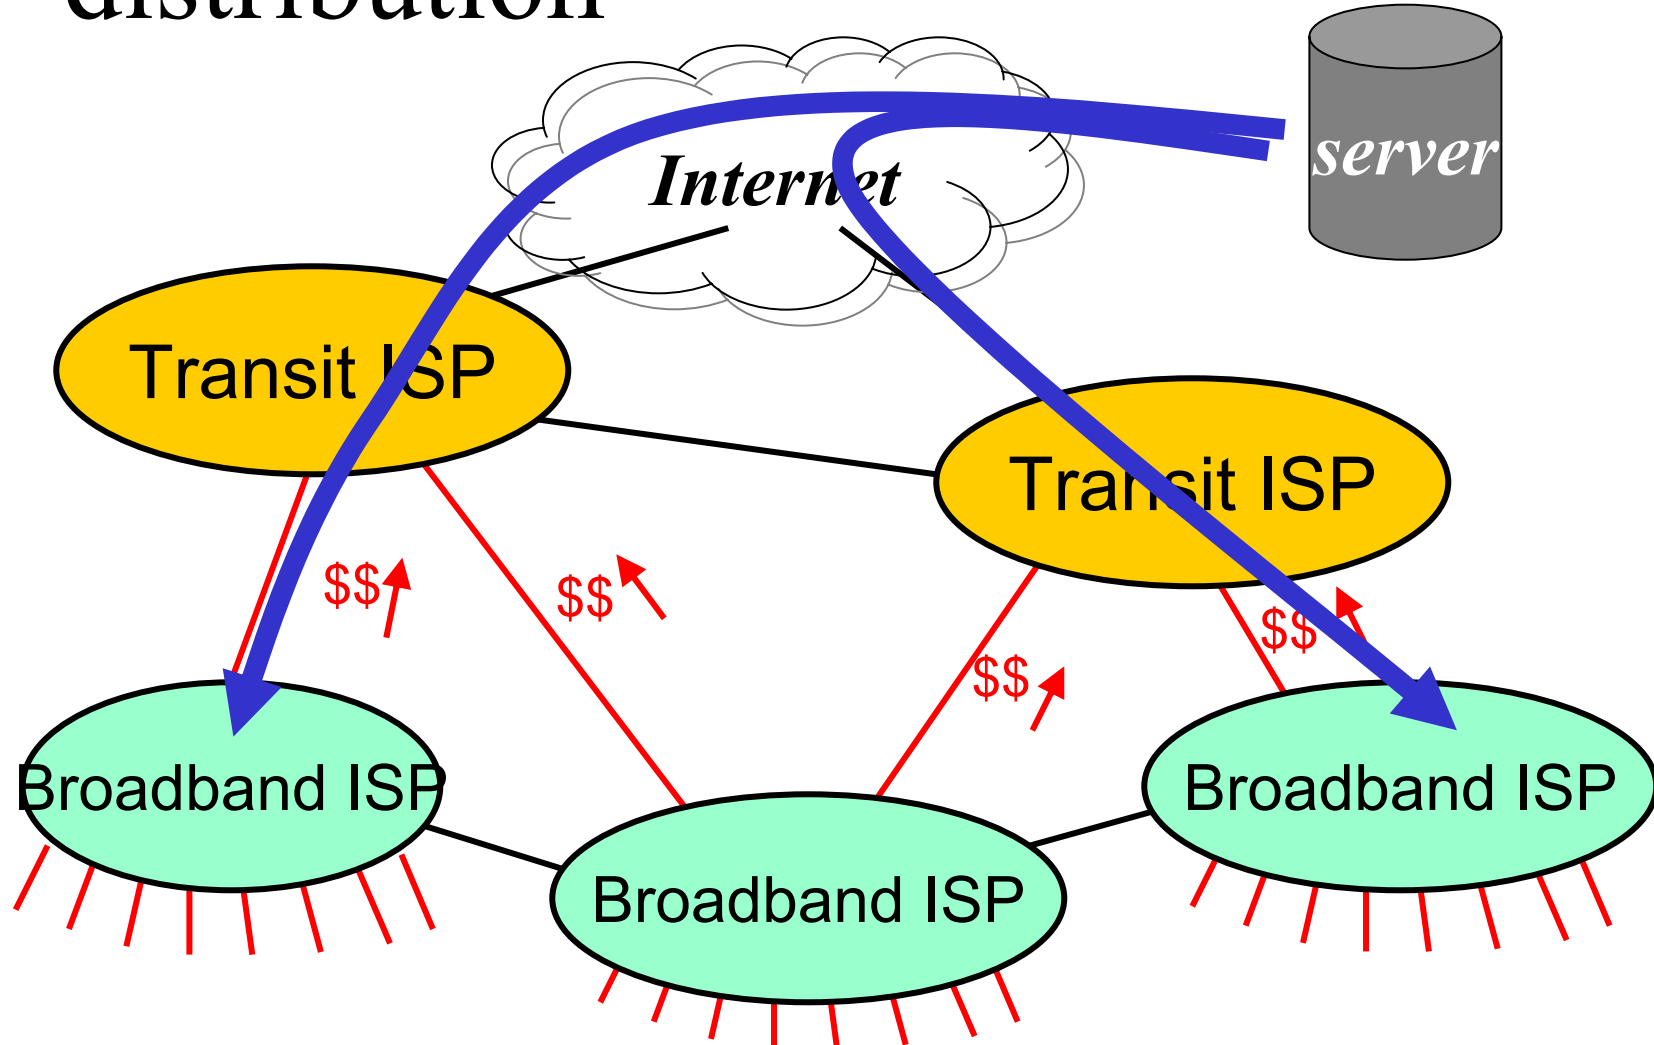 distribution
server
Internet
Transit ISP
Transit ISP
$$
$$
$$
$$
Broadband ISP
Broadband ISP
Broadband ISP